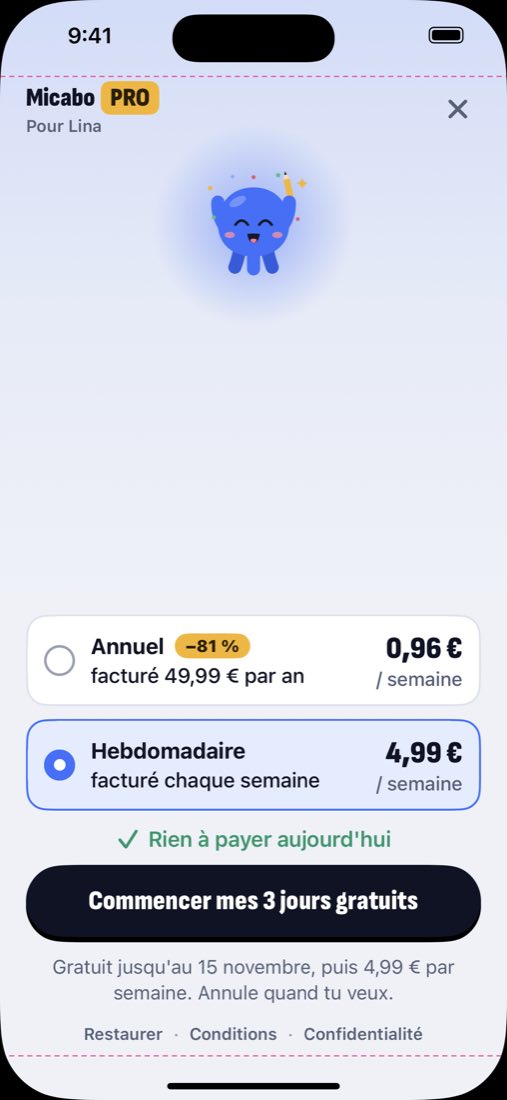 9:41
Micabo PRO
Pour Lina
Annuel −81 %
facturé 49,99 € par an
0,96 €
/ semaine
Hebdomadaire
facturé chaque semaine
4,99 €
/ semaine
Rien à payer aujourd'hui
Commencer mes 3 jours gratuits
Gratuit jusqu'au 15 novembre, puis 4,99 € par
semaine. Annule quand tu veux.
Restaurer · Conditions · Confidentialité